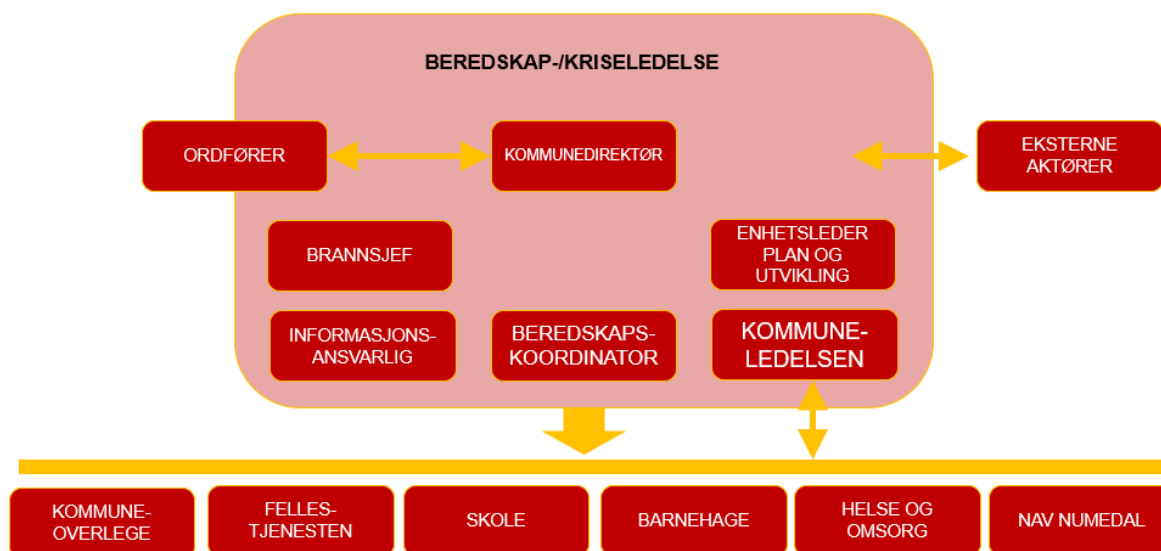 BEREDSKAP-/KRISELEDELSE
ORDFØRER
KOMMUNEDIREKTØR
EKSTERNE
AKTØRER
BRANNSJEF
ENHETSLEDER
PLAN OG
UTVIKLING
INFORMASJONS-
ANSVARLIG
BEREDSKAPS-
KOORDINATOR
KOMMUNE-
LEDELSEN
KOMMUNE-
OVERLEGE
FELLES-
TJENESTEN
SKOLE
BARNEHAGE
HELSE OG
OMSORG
NAV NUMEDAL